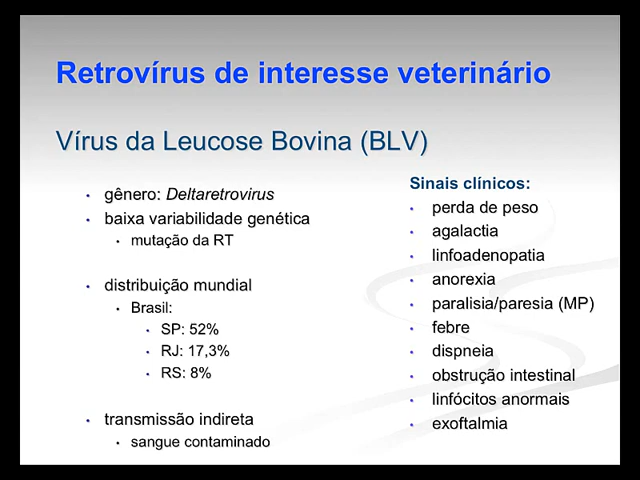 Retrovírus de interesse veterinário
Vírus da Leucose Bovina (BLV)
• gênero: Deltaretrovirus
• baixa variabilidade genética
• mutação da RT
• distribuição mundial
• Brasil:
• SP: 52%
• RJ: 17,3%
• RS: 8%
• transmissão indireta
• sangue contaminado
Sinais clínicos:
• perda de peso
• agalactia
• linfoadenopatia
• anorexia
• paralisia/paresia (MP)
• febre
• dispneia
• obstrução intestinal
• linfócitos anormais
• exoftalmia